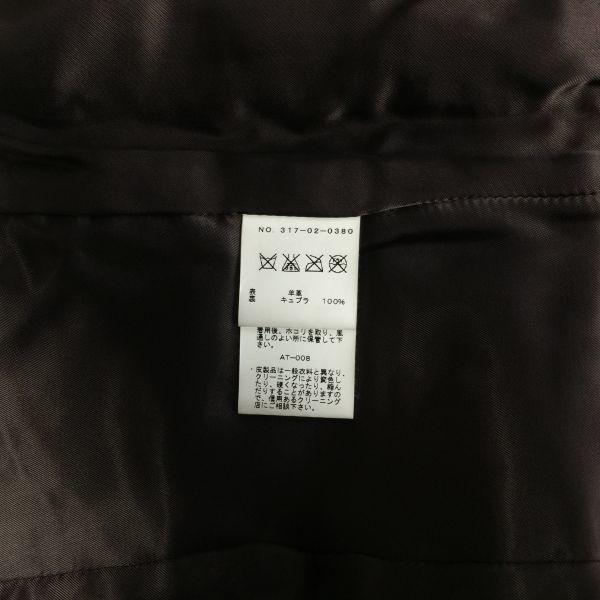 NO. 317-02-0380
表 羊革
裏 キュプラ 100%
着用後、ホコリを取り、風
通しのよい所に保管して下
さい。
AT-008
・皮製品は一般衣料と異なり、
クリーニングにより変色し
たり、硬くなったり、縮ん
だりすることがありますの
で、信用あるクリーニング
店にご相談下さい。